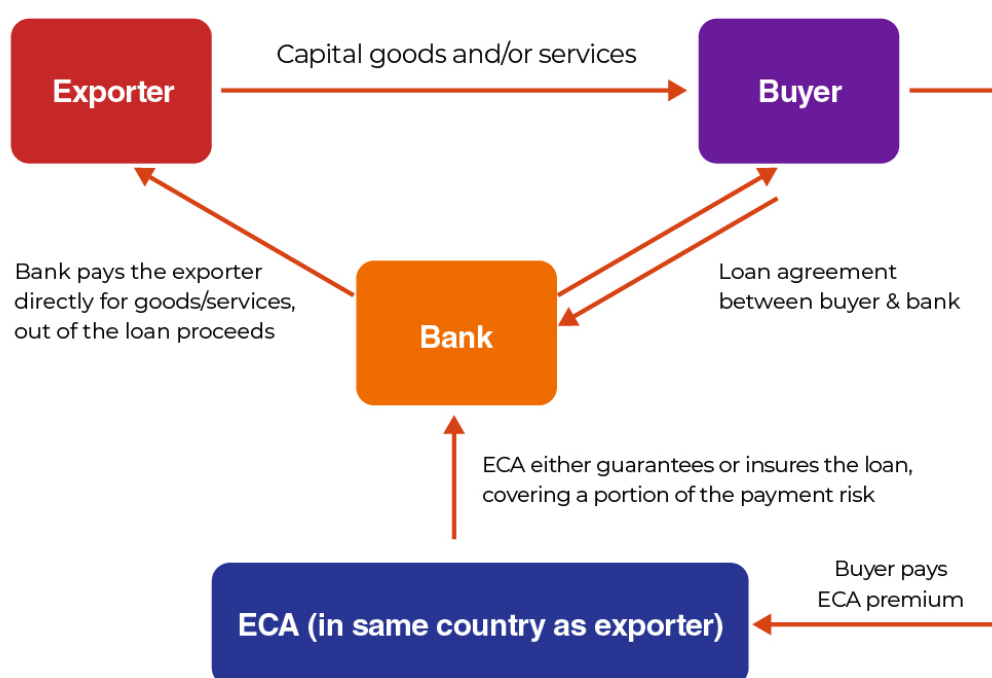 Capital goods and/or services
Exporter
Buyer
Bank pays the exporter
directly for goods/services,
out of the loan proceeds
Loan agreement
between buyer & bank
Bank
ECA either guarantees or insures the loan,
covering a portion of the payment risk
Buyer pays
ECA premium
ECA (in same country as exporter)